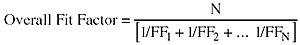 Overall Fit Factor = N
[1/FF1 + 1/FF2 + ... 1/FFN]